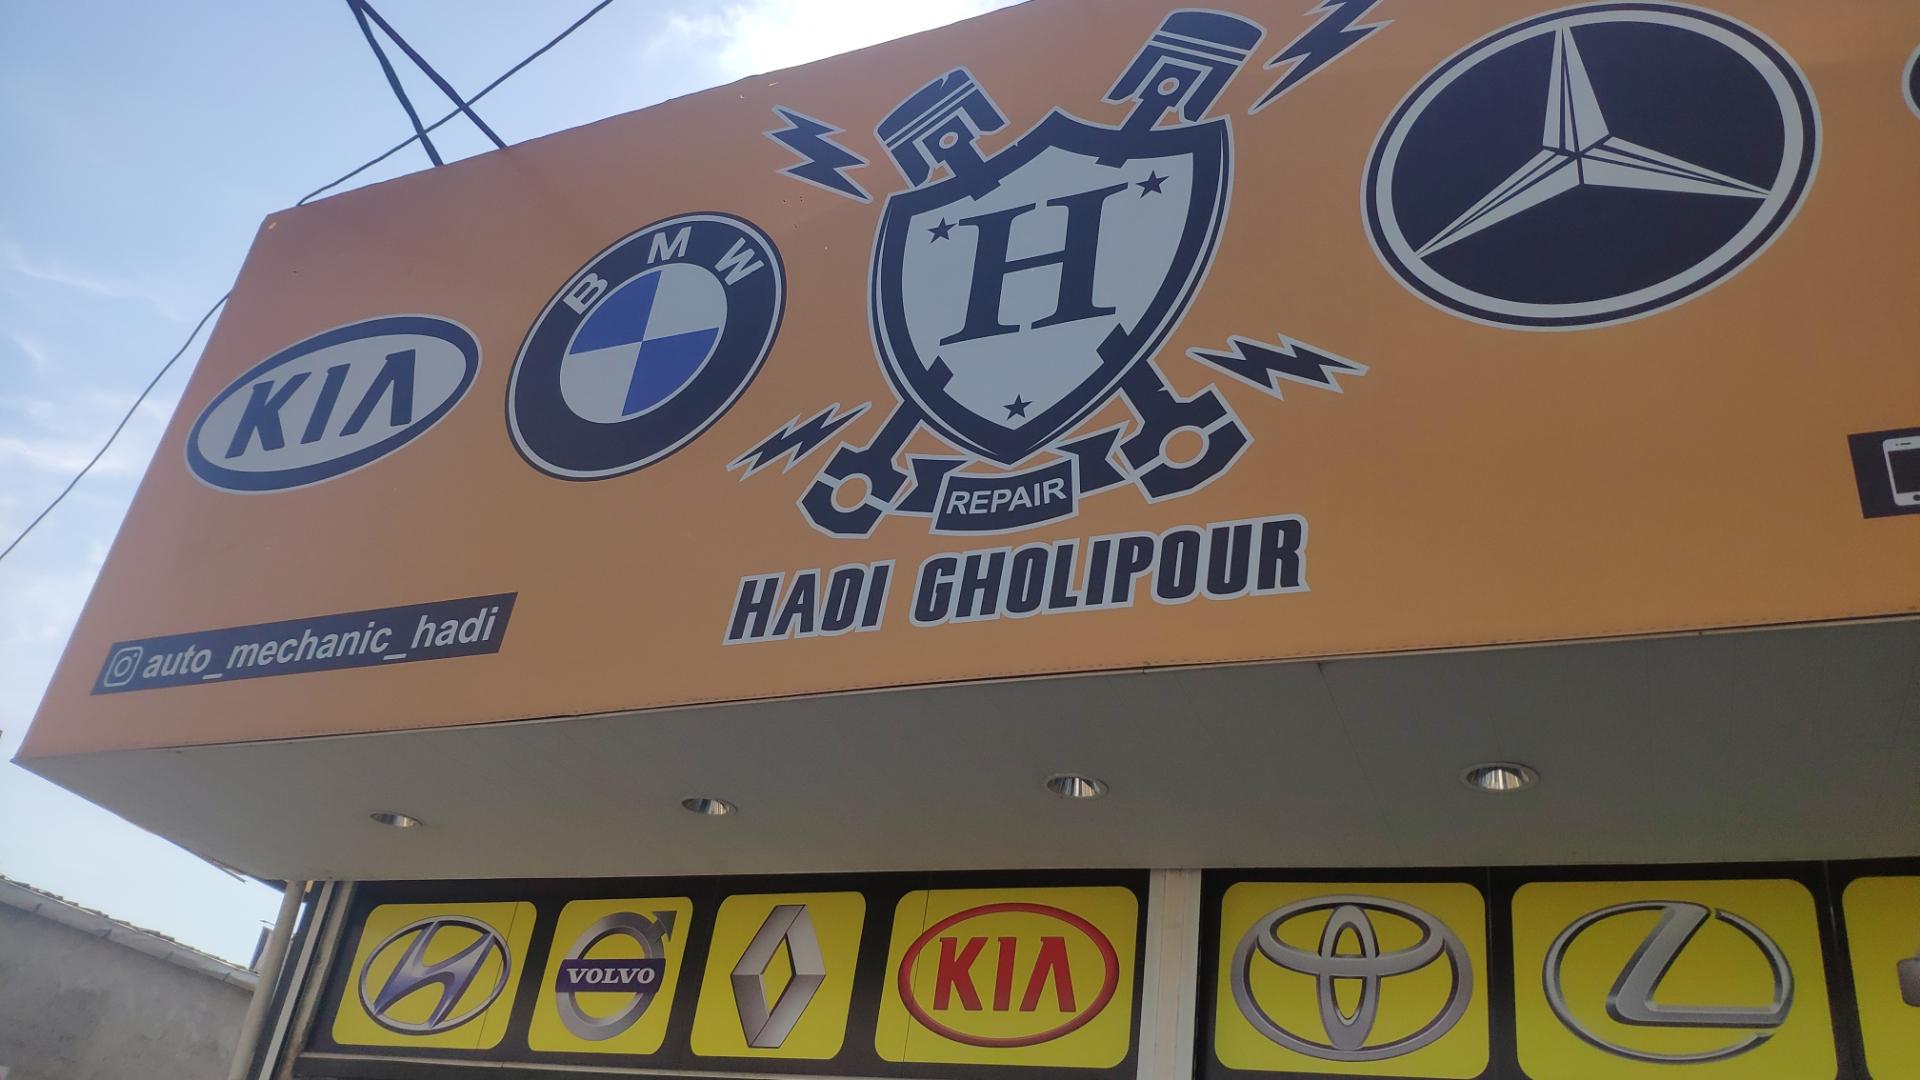 KIA
BMW
H
REPAIR
HADI GHOLIPOUR
auto_mechanic_hadi
VOLVO
KIA